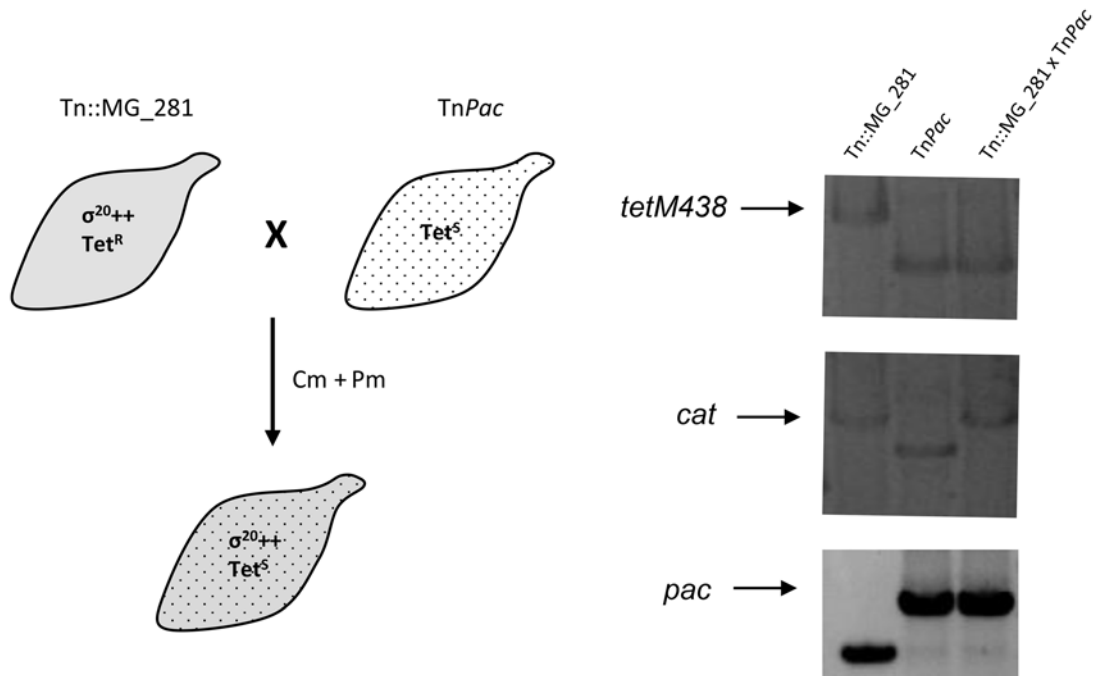 Tn::MG_281
TnPac
σ²⁰++
Tetᴿ
X
Tetˢ
Cm + Pm
σ²⁰++
Tetˢ
Tn::MG_281
TnPac
Tn::MG_281 x TnPac
tetM438
cat
pac